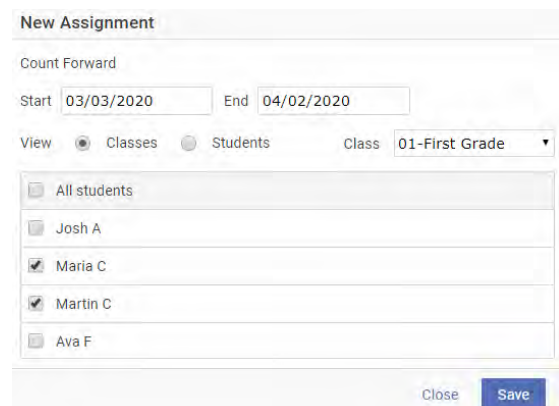 New Assignment
Count Forward
Start 03/03/2020 End 04/02/2020
View Classes Students Class 01-First Grade
All students
Josh A
Maria C
Martin C
Ava F
Close Save